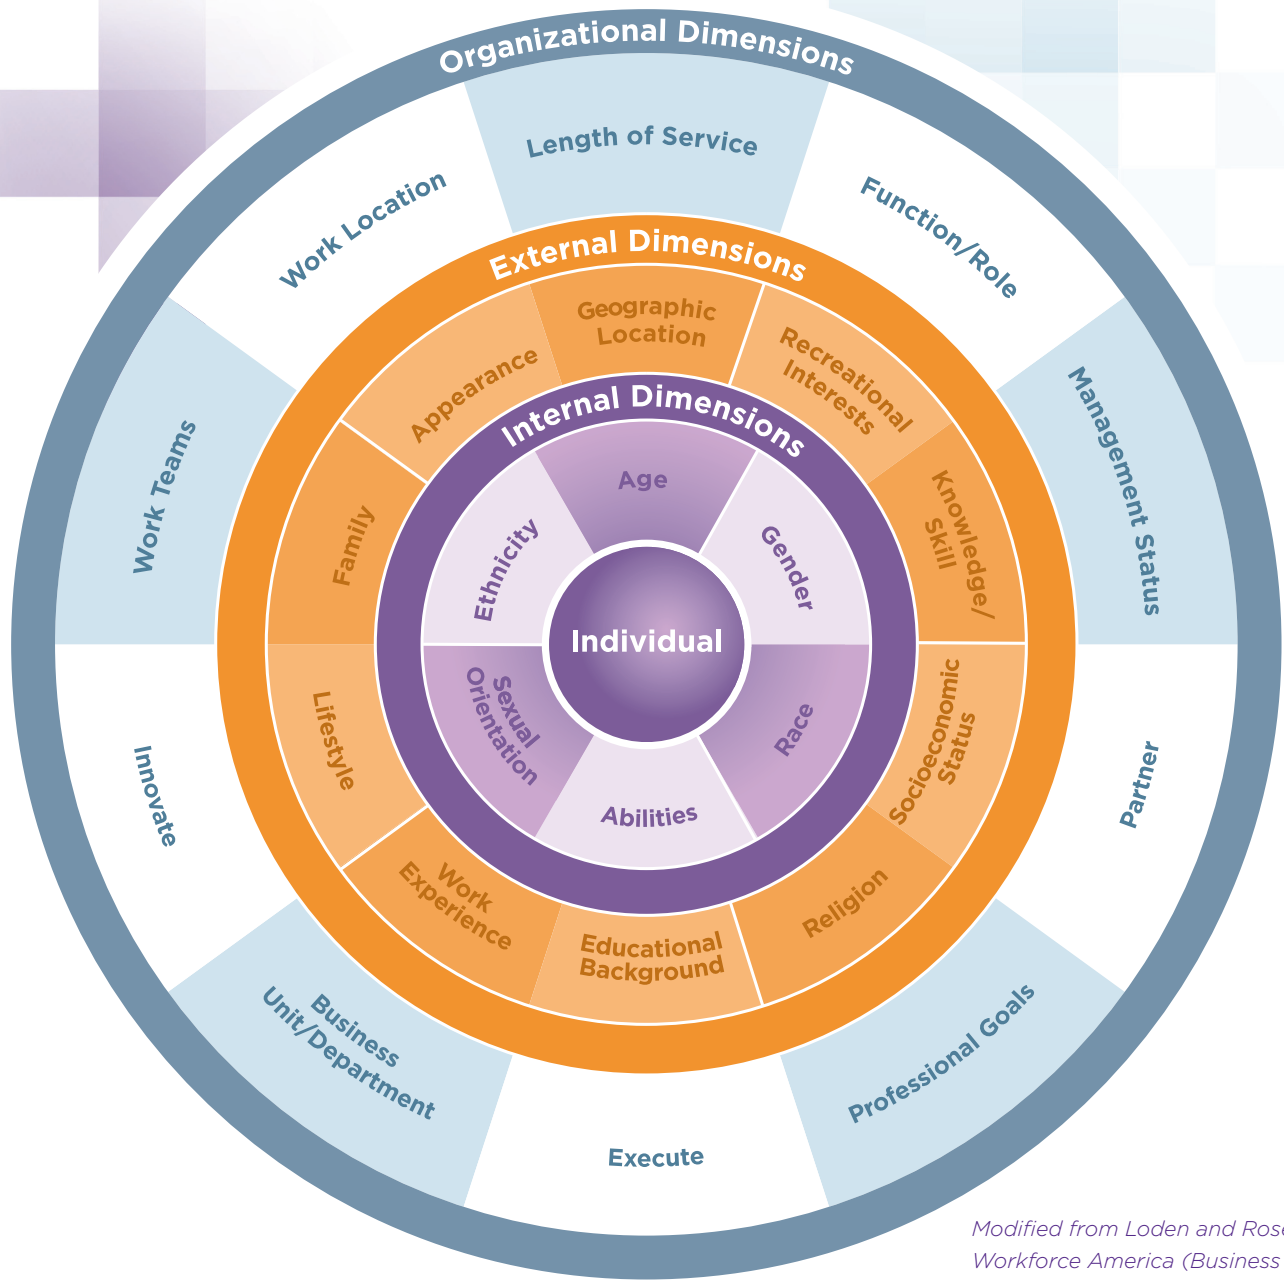 Organizational Dimensions
Length of Service
Function/Role
Management Status
Partner
Professional Goals
Execute
Business
Unit/Department
Innovate
Work Teams
Work Location
External Dimensions
Geographic
Location
Recreational
Interests
Knowledge/
Skill
Socioeconomic
Status
Religion
Educational
Background
Work
Experience
Lifestyle
Family
Appearance
Internal Dimensions
Age
Gender
Race
Abilities
Sexual
Orientation
Ethnicity
Individual
Modified from Loden and Rose
Workforce America (Business